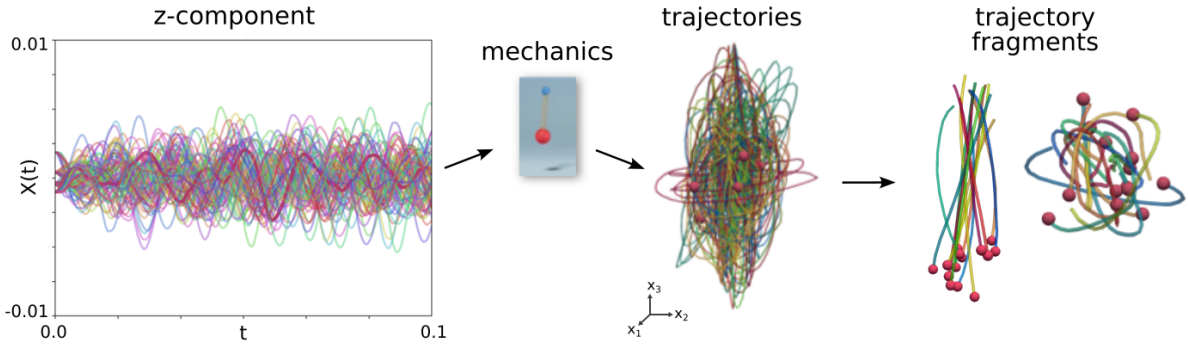 z-component
0.01
X(t)
-0.01
0.0
t
0.1
mechanics
trajectories
x₃
x₂
x₁
trajectory
fragments